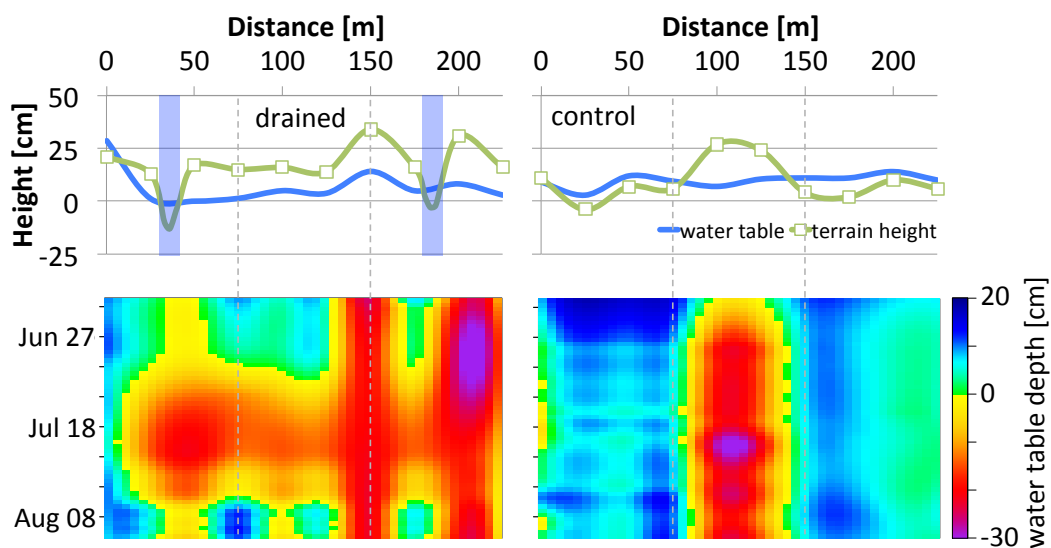 Distance [m]
Distance [m]
0 50 100 150 200
0 50 100 150 200
Height [cm]
50
25
0
-25
drained
control
water table
terrain height
Jun 27
Jul 18
Aug 08
20
0
-30
water table depth [cm]